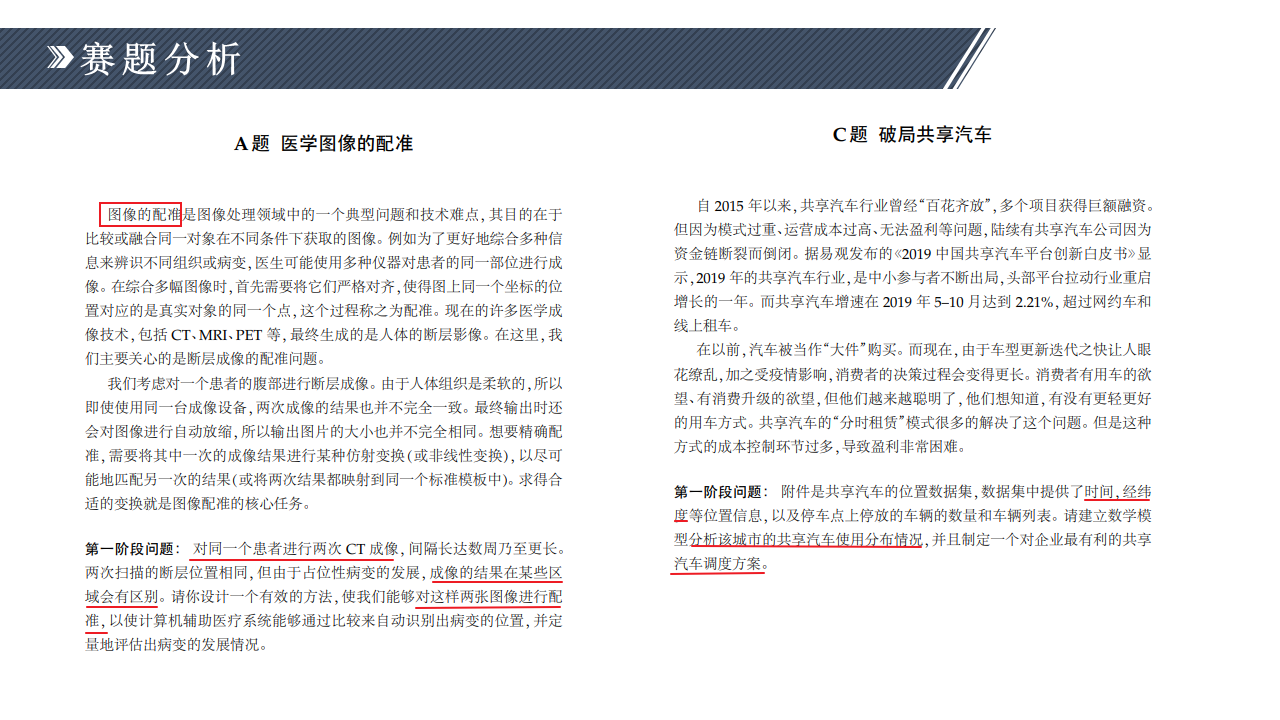 赛题分析
A 题 医学图像的配准
图像的配准是图像处理领域中的一个典型问题和技术难点，其目的在于
比较或融合同一对象在不同条件下获取的图像。例如为了更好地综合多种信
息来辨识不同组织或病变，医生可能使用多种仪器对患者的同一部位进行成
像。在综合多幅图像时，首先需要将它们严格对齐，使得图上同一个坐标的位
置对应的是真实对象的同一个点，这个过程称之为配准。现在的许多医学成
像技术，包括 CT、MRI、PET 等，最终生成的是人体的断层影像。在这里，我
们主要关心的是断层成像的配准问题。
我们考虑对一个患者的腹部进行断层成像。由于人体组织是柔软的，所以
即使使用同一台成像设备，两次成像的结果也并不完全一致。最终输出时还
会对图像进行自动放缩，所以输出图片的大小也并不完全相同。想要精确配
准，需要将其中一次的成像结果进行某种仿射变换（或非线性变换），以尽可
能地匹配另一次的结果（或将两次结果都映射到同一个标准模板中）。求得合
适的变换就是图像配准的核心任务。
第一阶段问题： 对同一个患者进行两次 CT 成像，间隔长达数周乃至更长。
两次扫描的断层位置相同，但由于占位性病变的发展，成像的结果在某些区
域会有区别。请你设计一个有效的方法，使我们能够对这样两张图像进行配
准，以使计算机辅助医疗系统能够通过比较来自动识别出病变的位置，并定
量地评估出病变的发展情况。
C 题 破局共享汽车
自 2015 年以来，共享汽车行业曾经“百花齐放”，多个项目获得巨额融资。
但因为模式过重、运营成本过高、无法盈利等问题，陆续有共享汽车公司因为
资金链断裂而倒闭。据易观发布的《2019 中国共享汽车平台创新白皮书》显
示，2019 年的共享汽车行业，是中小参与者不断出局，头部平台拉动行业重启
增长的一年。而共享汽车增速在 2019 年 5–10 月达到 2.21%，超过网约车和
线上租车。
在以前，汽车被当作“大件”购买。而现在，由于车型更新迭代之快让人眼
花缭乱，加之受疫情影响，消费者的决策过程会变得更长。消费者有用车的欲
望、有消费升级的欲望，但他们越来越聪明了，他们想知道，有没有更轻更好
的用车方式。共享汽车的“分时租赁”模式很多的解决了这个问题。但是这种
方式的成本控制环节过多，导致盈利非常困难。
第一阶段问题： 附件是共享汽车的位置数据集，数据集中提供了时间，经纬
度等位置信息，以及停车点上停放的车辆的数量和车辆列表。请建立数学模
型分析该城市的共享汽车使用分布情况，并且制定一个对企业最有利的共享
汽车调度方案。